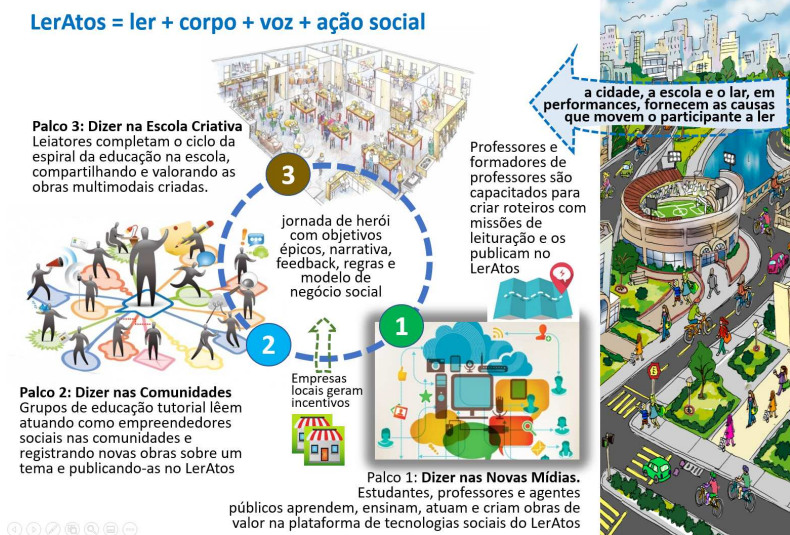 LerAtos = ler + corpo + voz + ação social
a cidade, a escola e o lar, em
performances, fornecem as causas
que movem o participante a ler
Palco 3: Dizer na Escola Criativa
Leiatores completam o ciclo da
espiral da educação na escola,
compartilhando e valorando as
obras multimodais criadas.
3
Professores e
formadores de
professores são
capacitados para
criar roteiros com
missões de
leituração e os
publicam no
LerAtos
jornada de herói
com objetivos
épicos, narrativa,
feedback, regras e
modelo de
negócio social
2
1
Empresas
locais geram
incentivos
Palco 2: Dizer nas Comunidades
Grupos de educação tutorial lêem
atuando como empreendedores
sociais nas comunidades e
registrando novas obras sobre um
tema e publicando-as no LerAtos
Palco 1: Dizer nas Novas Mídias.
Estudantes, professores e agentes
públicos aprendem, ensinam, atuam e criam obras de
valor na plataforma de tecnologias sociais do LerAtos